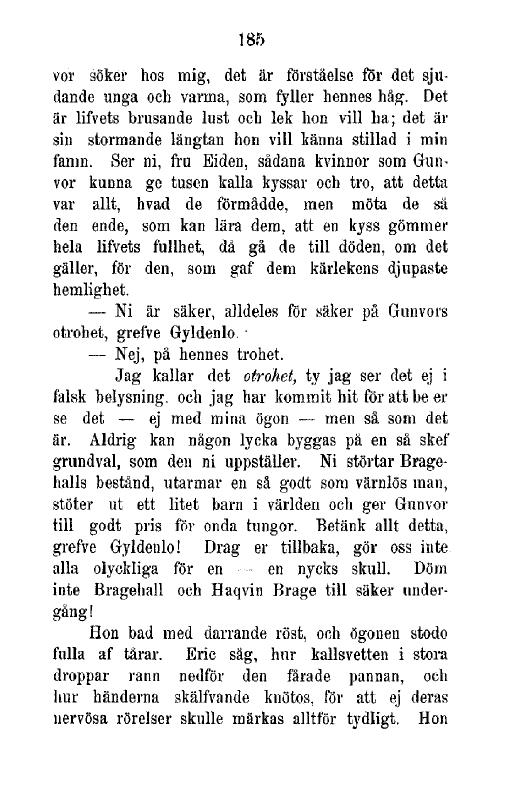 185
vor söker hos mig, det är förståelse för det sju-
dande unga och varma, som fyller hennes håg. Det
är lifvets brusande lust och lek hon vill ha; det är
sin stormande längtan hon vill känna stillad i min
famn. Ser ni, fru Eiden, sådana kvinnor som Gun-
vor kunna ge tusen kalla kyssar och tro, att detta
var allt, hvad de förmådde, men möta de så
den ende, som kan lära dem, att en kyss gömmer
hela lifvets fullhet, då gå de till döden, om det
gäller, för den, som gaf dem kärlekens djupaste
hemlighet.
— Ni är säker, alldeles för säker på Gunvors
otrohet, grefve Gyldenlo.
— Nej, på hennes trohet.
Jag kallar det otrohet, ty jag ser det ej i
falsk belysning. och jag har kommit hit för att be er
se det — ej med mina ögon — men så som det
är. Aldrig kan någon lycka byggas på en så skef
grundval, som den ni uppställer. Ni störtar Brage-
halls bestånd, utarmar en så godt som värnlös man,
stöter ut ett litet barn i världen och ger Gunvor
till godt pris för onda tungor. Betänk allt detta,
grefve Gyldenlo! Drag er tillbaka, gör oss inte
alla olyckliga för en — en nycks skull. Döm
inte Bragehall och Haqvin Brage till säker under-
gång!
Hon bad med darrande röst, och ögonen stodo
fulla af tårar. Eric såg, hur kallsvetten i stora
droppar rann nedför den fårade pannan, och
hur händerna skälfvande knötos, för att ej deras
nervösa rörelser skulle märkas alltför tydligt. Hon